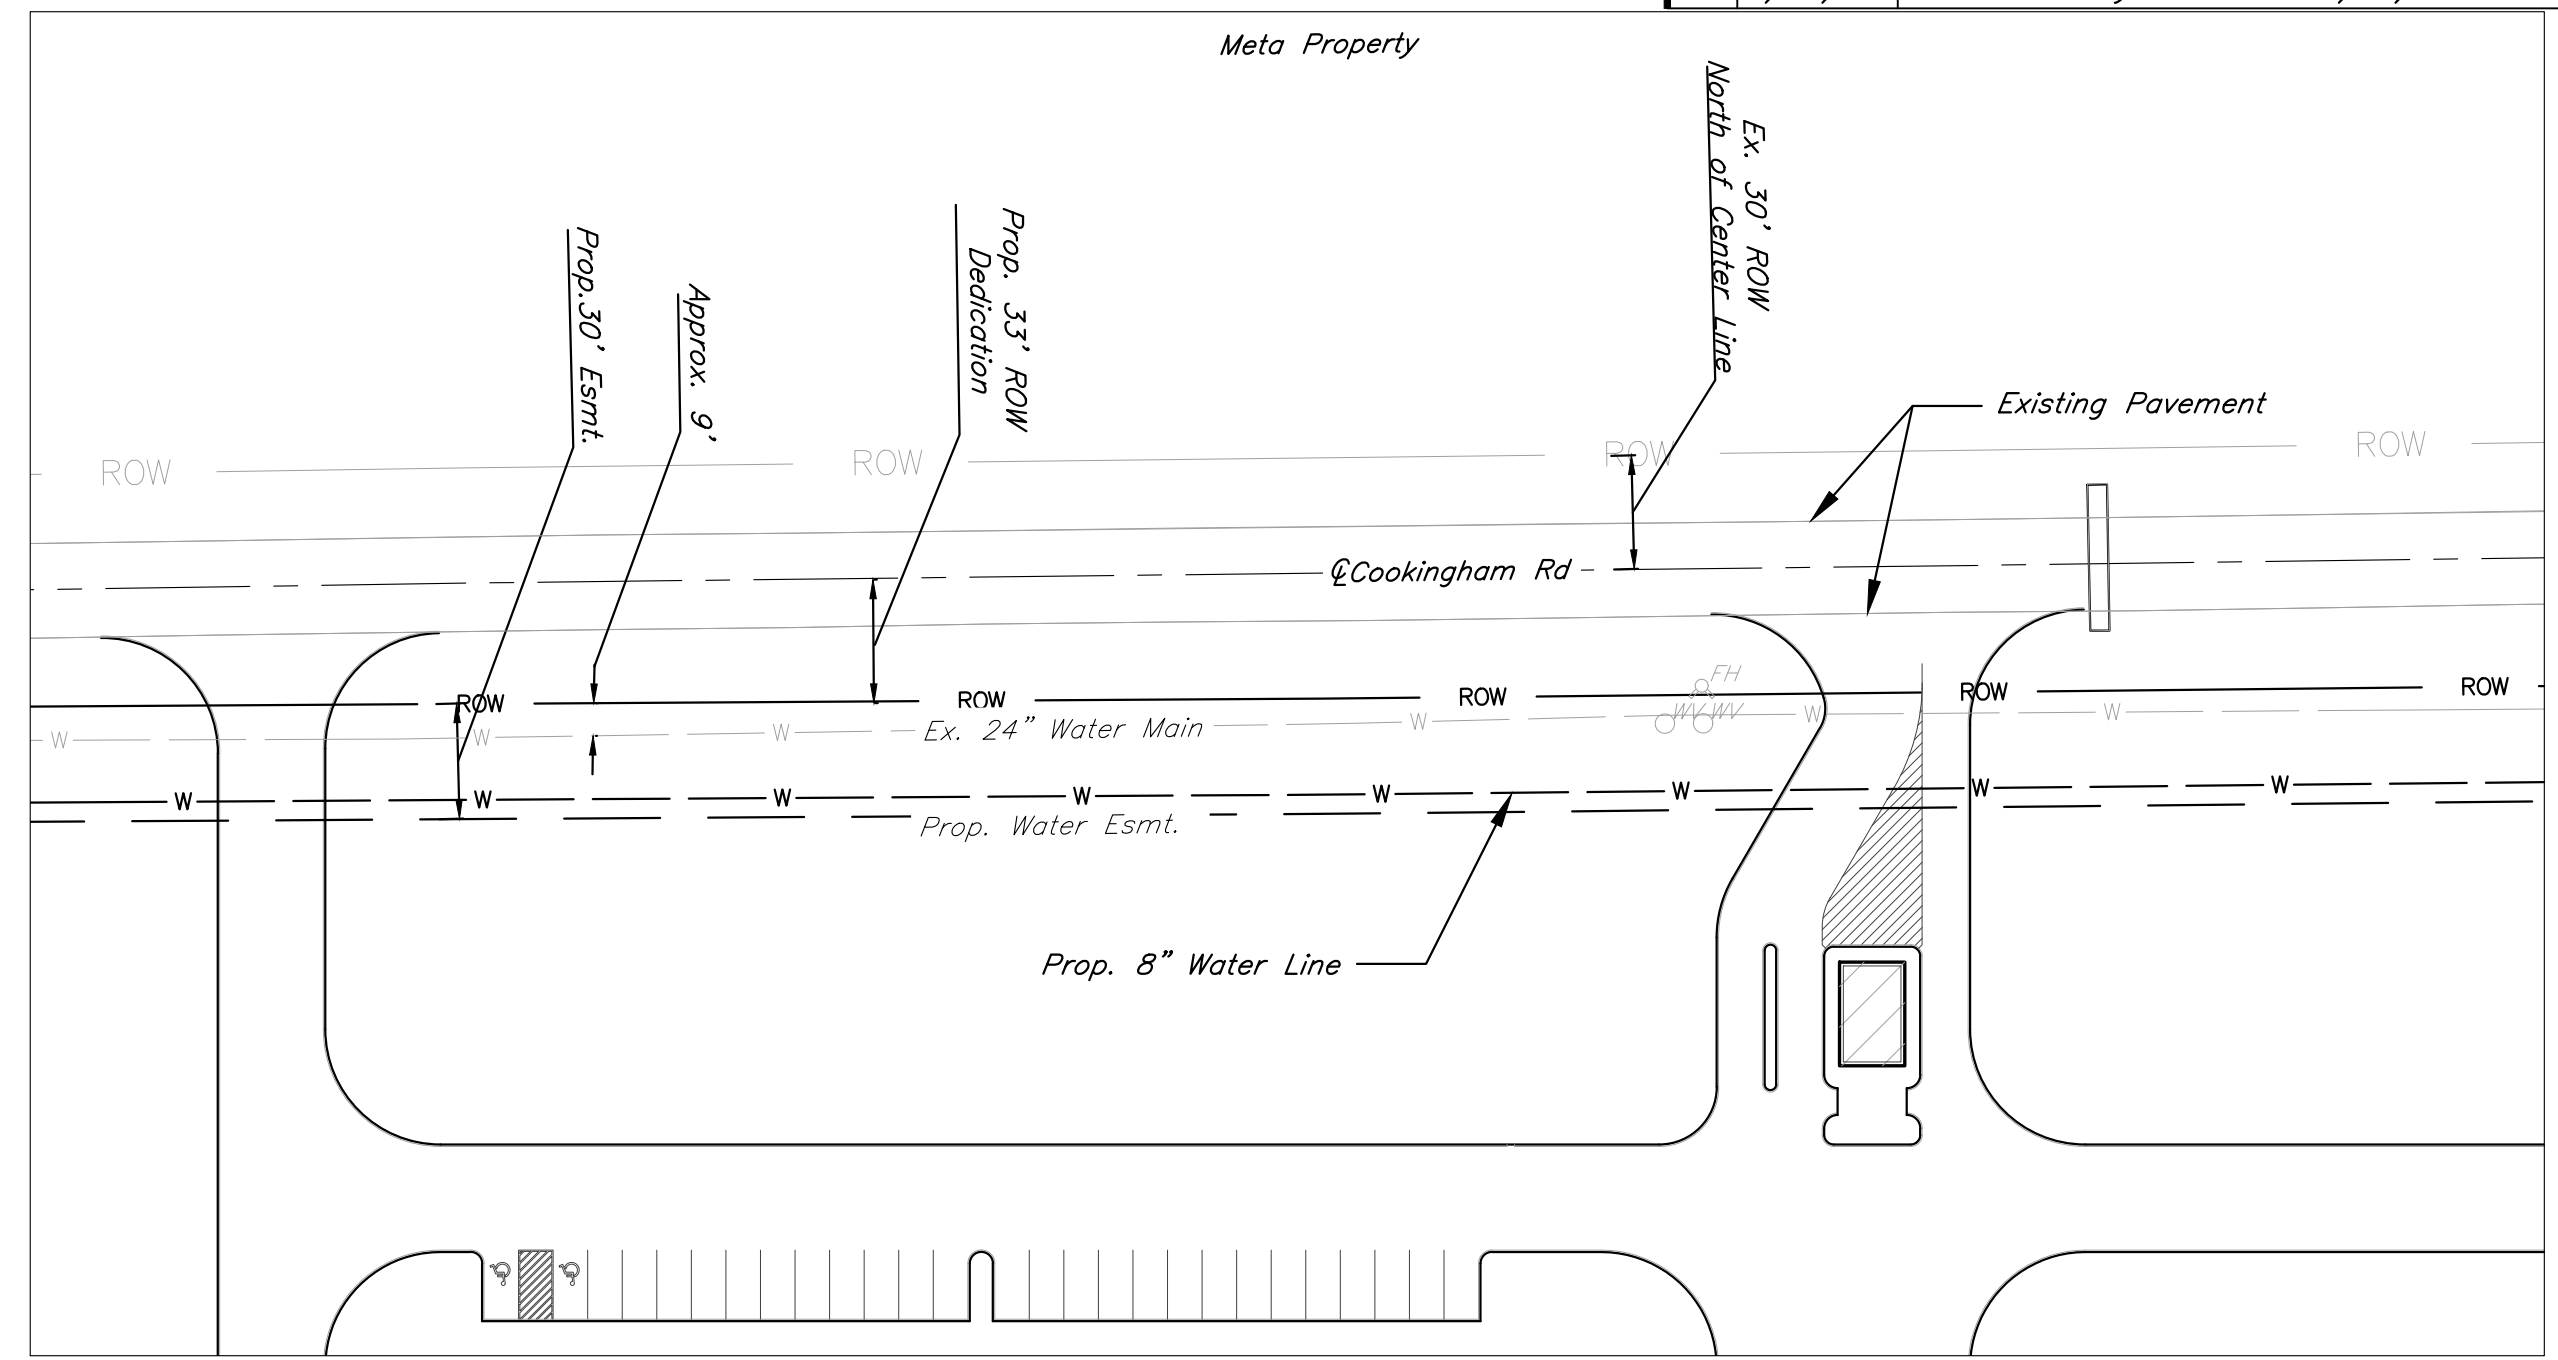 Meta Property
Ex. 30' ROW
North of Center Line
Prop. 33' ROW
Dedication
Prop.30' Esmt.
Approx. 9'
Existing Pavement
ROW ROW ROW ROW
℄Cookingham Rd
FH
ROW ROW ROW ROW ROW
WV WV
W W W Ex. 24" Water Main W W W
W W W W W W W W
Prop. Water Esmt.
Prop. 8" Water Line